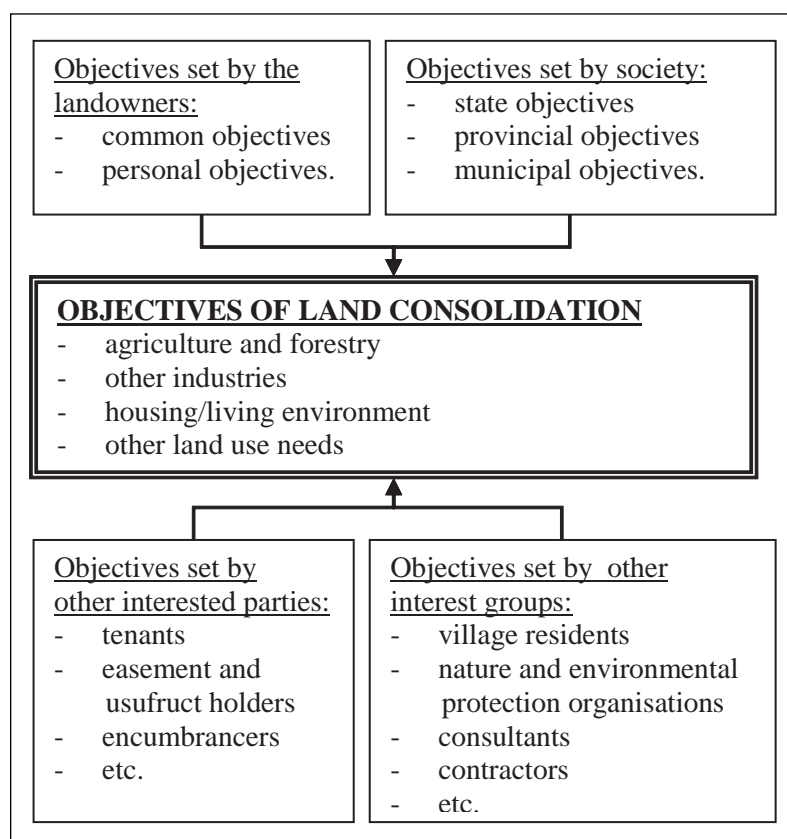 Objectives set by the
landowners:
- common objectives
- personal objectives.
Objectives set by society:
- state objectives
- provincial objectives
- municipal objectives.
OBJECTIVES OF LAND CONSOLIDATION
- agriculture and forestry
- other industries
- housing/living environment
- other land use needs
Objectives set by
other interested parties:
- tenants
- easement and
usufruct holders
- encumbrancers
- etc.
Objectives set by other
interest groups:
- village residents
- nature and environmental
protection organisations
- consultants
- contractors
- etc.